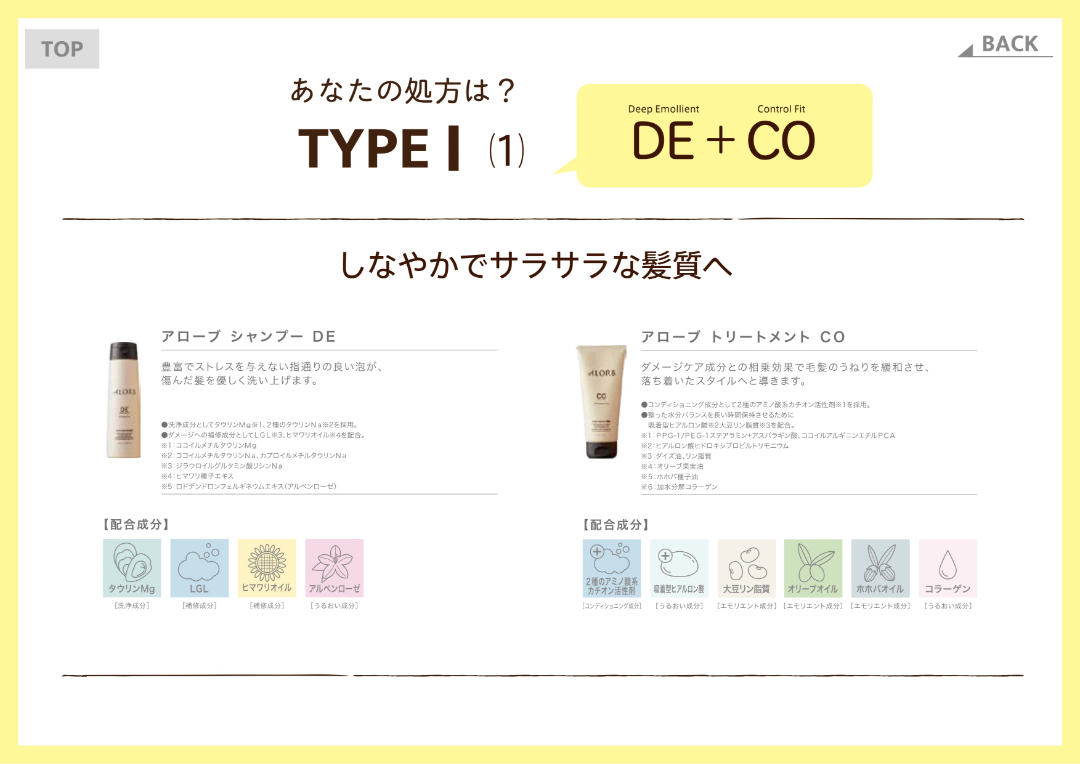 TOP
BACK
あなたの処方は？
TYPE I (1)
Deep Emollient
Control Fit
DE + CO
しなやかでサラサラな髪質へ
アローブ シャンプー DE
豊富でストレスを与えない指通りの良い泡が、
傷んだ髪を優しく洗い上げます。
●洗浄成分としてタウリンMg※1、2種のタウリンNa※2を採用。
●ダメージへの補修成分としてLGL※3、ヒマワリオイル※4を配合。
※1：ココイルメチルタウリンMg
※2：ココイルメチルタウリンNa、カプロイルメチルタウリンNa
※3：ジラウロイルグルタミン酸リシンNa
※4：ヒマワリ種子エキス
※5：ロドデンドロンフェルギネウムエキス（アルペンローゼ）
ALORB
DE
【配合成分】
タウリンMg
LGL
ヒマワリオイル
アルペンローゼ
［洗浄成分］
［補修成分］
［補修成分］
［うるおい成分］
アローブ トリートメント CO
ダメージケア成分との相乗効果で毛髪のうねりを緩和させ、
落ち着いたスタイルへと導きます。
●コンディショニング成分として2種のアミノ酸系カチオン活性剤※1を採用。
●整った水分バランスを長い時間保持させるために
吸着型ヒアルロン酸※2大豆リン脂質※3を配合。
※1：PPG-1/PEG-1ステアラミン+アスパラギン酸、ココイルアルギニンエチルPCA
※2：ヒアルロン酸ヒドロキシプロピルトリモニウム
※3：ダイズ油、リン脂質
※4：オリーブ果実油
※5：ホホバ種子油
※6：加水分解コラーゲン
ALORB
CO
【配合成分】
2種のアミノ酸系
カチオン活性剤
吸着型ヒアルロン酸
大豆リン脂質
オリーブオイル
ホホバオイル
コラーゲン
［コンディショニング成分］
［うるおい成分］
［エモリエント成分］
［エモリエント成分］
［エモリエント成分］
［うるおい成分］